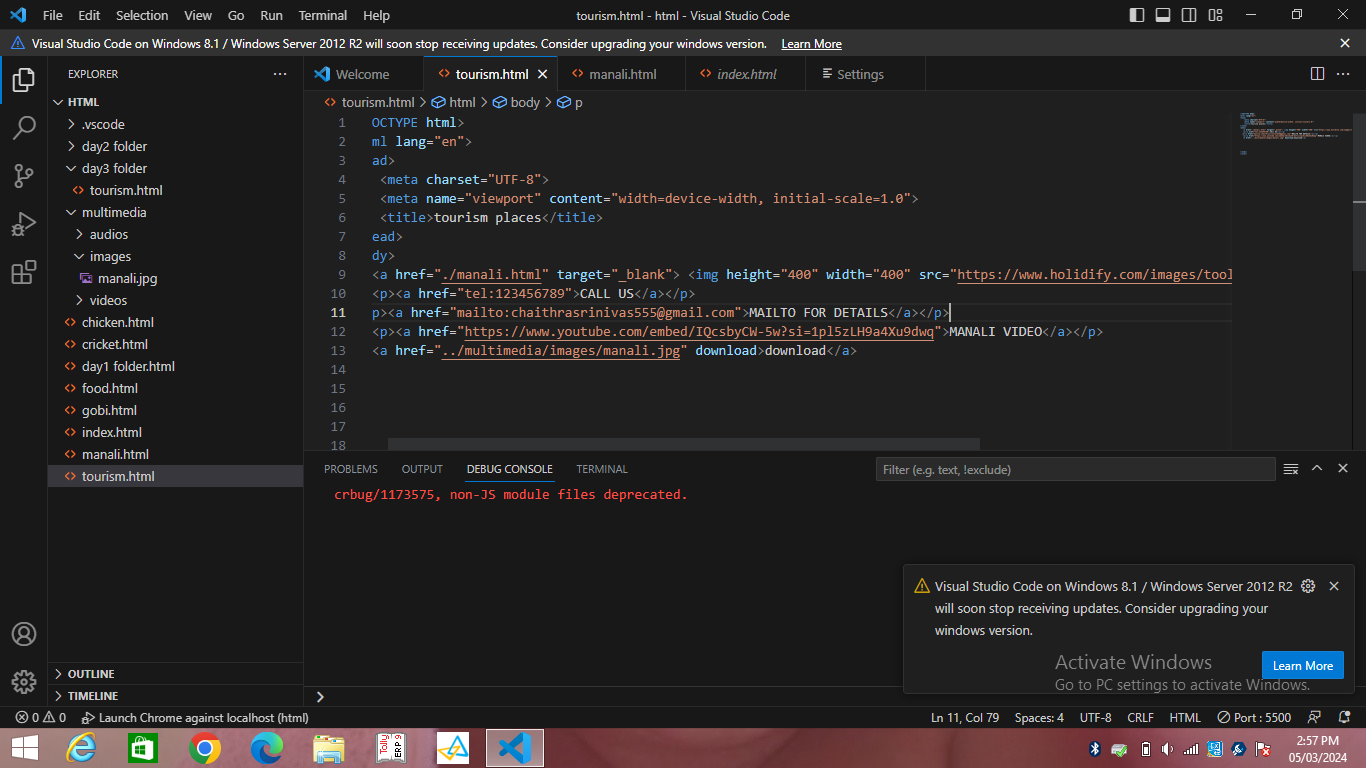 File Edit Selection View Go Run Terminal Help
tourism.html - html - Visual Studio Code
Visual Studio Code on Windows 8.1 / Windows Server 2012 R2 will soon stop receiving updates. Consider upgrading your windows version. Learn More
EXPLORER
HTML
.vscode
day2 folder
day3 folder
tourism.html
multimedia
audios
images
manali.jpg
videos
chicken.html
cricket.html
day1 folder.html
food.html
gobi.html
index.html
manali.html
tourism.html
OUTLINE
TIMELINE
Welcome tourism.html manali.html index.html Settings
tourism.html > html > body > p
1 OCTYPE html>
2 ml lang="en">
3 ad>
4 <meta charset="UTF-8">
5 <meta name="viewport" content="width=device-width, initial-scale=1.0">
6 <title>tourism places</title>
7 ead>
8 dy>
9 <a href="./manali.html" target="_blank"> <img height="400" width="400" src="https://www.holidify.com/images/tool
10 <p><a href="tel:123456789">CALL US</a></p>
11 p><a href="mailto:chaithrasrinivas555@gmail.com">MAILTO FOR DETAILS</a></p>
12 <p><a href="https://www.youtube.com/embed/IQcsbyCW-5w?si=1pl5zLH9a4Xu9dwq">MANALI VIDEO</a></p>
13 <a href="../multimedia/images/manali.jpg" download>download</a>
14
15
16
17
18
PROBLEMS OUTPUT DEBUG CONSOLE TERMINAL
Filter (e.g. text, !exclude)
crbug/1173575, non-JS module files deprecated.
Visual Studio Code on Windows 8.1 / Windows Server 2012 R2
will soon stop receiving updates. Consider upgrading your
windows version.
Learn More
Activate Windows
Go to PC settings to activate Windows.
0 0 Launch Chrome against localhost (html)
Ln 11, Col 79 Spaces: 4 UTF-8 CRLF HTML Port : 5500
Tally
ERP 9
2:57 PM
05/03/2024